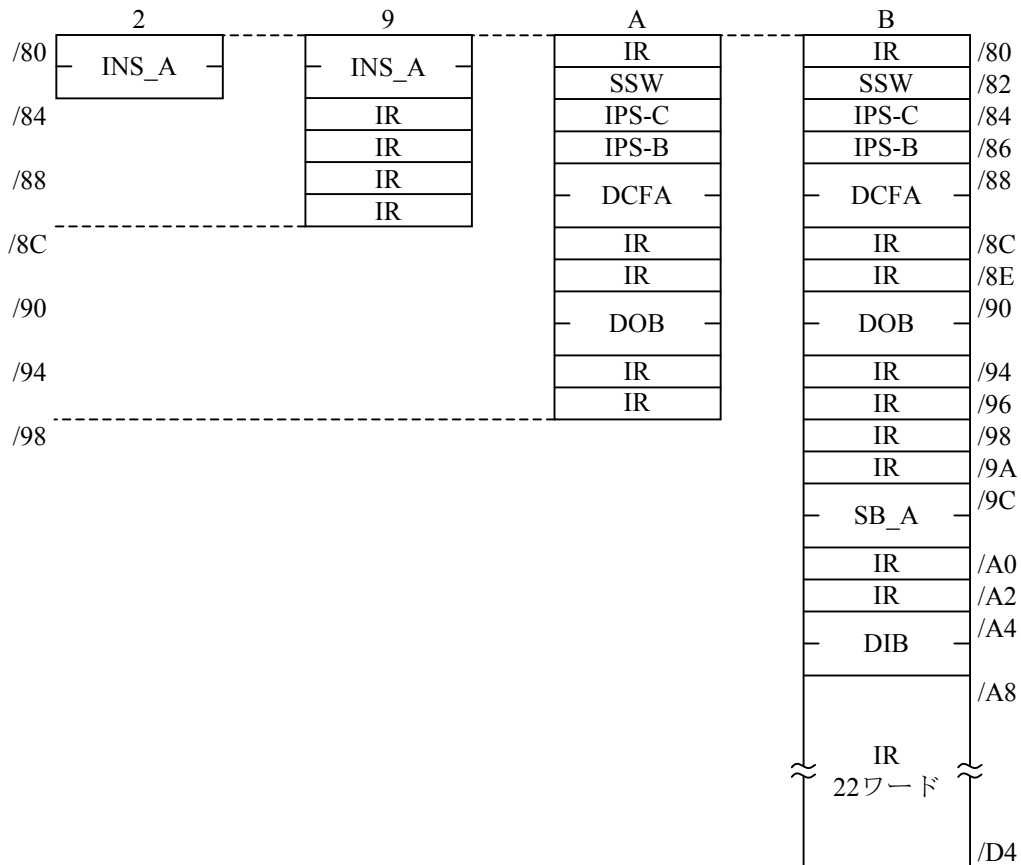 2 9 A B
/80 INS_A INS_A IR IR /80
SSW SSW /82
/84 IR IPS-C IPS-C /84
IR IPS-B IPS-B /86
/88 IR DCFA DCFA /88
IR
/8C IR IR /8C
IR IR /8E
/90 DOB DOB /90
/94 IR IR /94
IR IR /96
/98 IR /98
IR /9A
SB_A /9C
IR /A0
IR /A2
DIB /A4
/A8
IR
22ワード
/D4